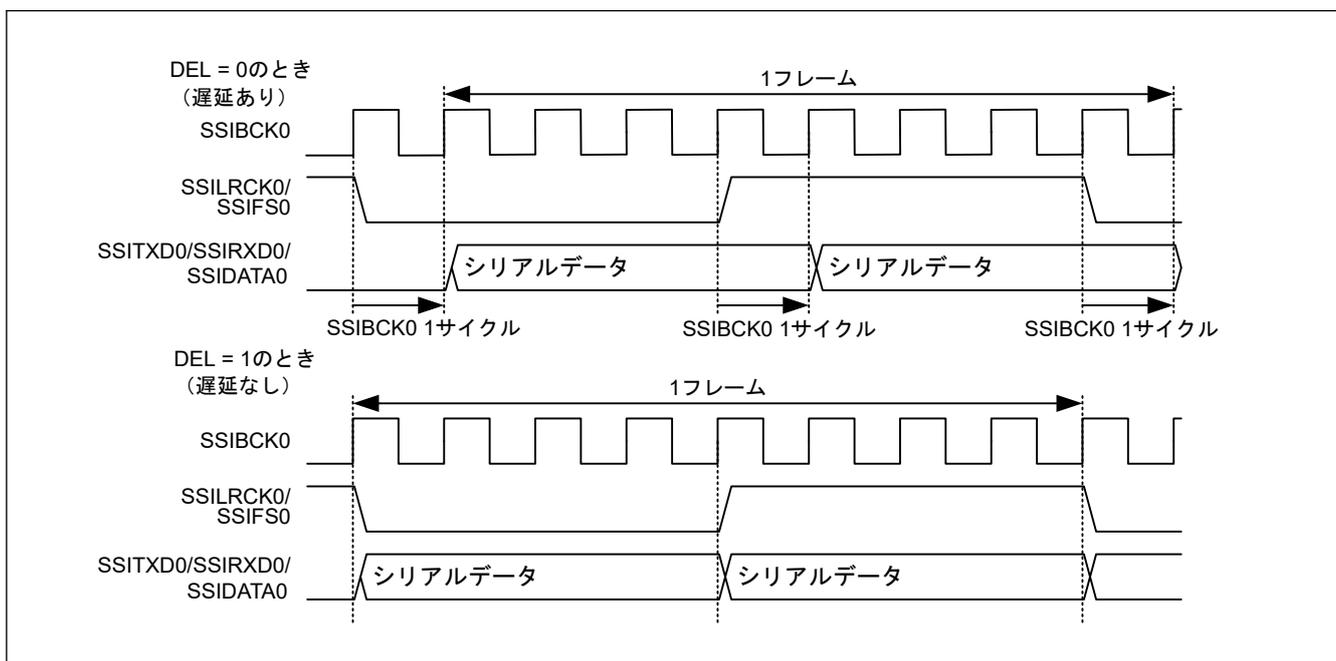 DEL = 0のとき
（遅延あり）
1フレーム
SSIBCK0
SSILRCK0/
SSIFS0
SSITXD0/SSIRXD0/
SSIDATA0
シリアルデータ
シリアルデータ
SSIBCK0 1サイクル
SSIBCK0 1サイクル
SSIBCK0 1サイクル
DEL = 1のとき
（遅延なし）
1フレーム
SSIBCK0
SSILRCK0/
SSIFS0
SSITXD0/SSIRXD0/
SSIDATA0
シリアルデータ
シリアルデータ